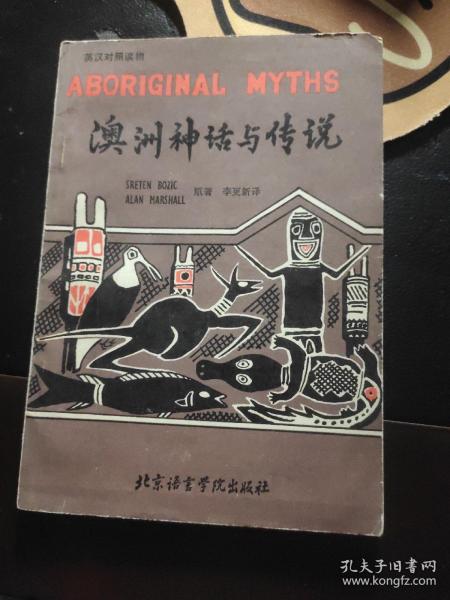 英汉对照读物
ABORIGINAL MYTHS
澳洲神话与传说
SRETEN BOZIC
ALAN MARSHALL 原著 李更新译
北京语言学院出版社
孔夫子旧书网
www.kongfz.com